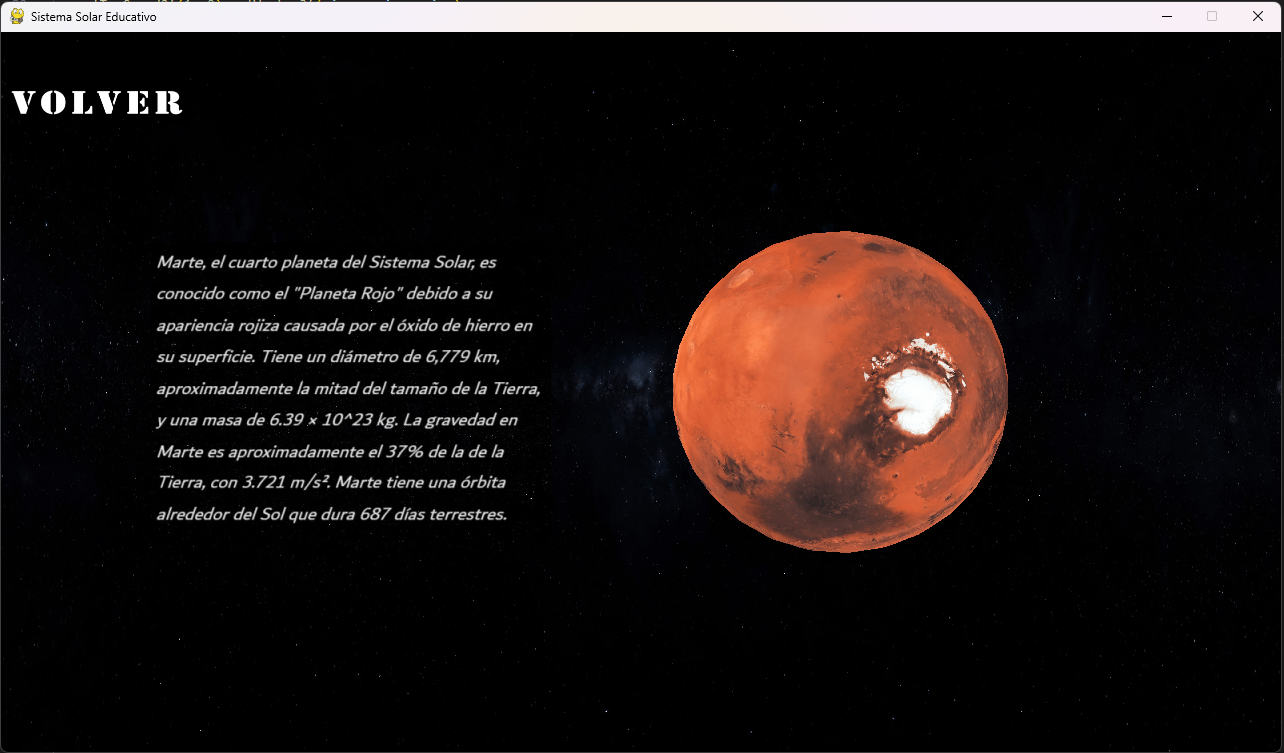 Sistema Solar Educativo
VOLVER
Marte, el cuarto planeta del Sistema Solar, es
conocido como el "Planeta Rojo" debido a su
apariencia rojiza causada por el óxido de hierro en
su superficie. Tiene un diámetro de 6,779 km,
aproximadamente la mitad del tamaño de la Tierra,
y una masa de 6.39 × 10^23 kg. La gravedad en
Marte es aproximadamente el 37% de la de la
Tierra, con 3.721 m/s². Marte tiene una órbita
alrededor del Sol que dura 687 días terrestres.